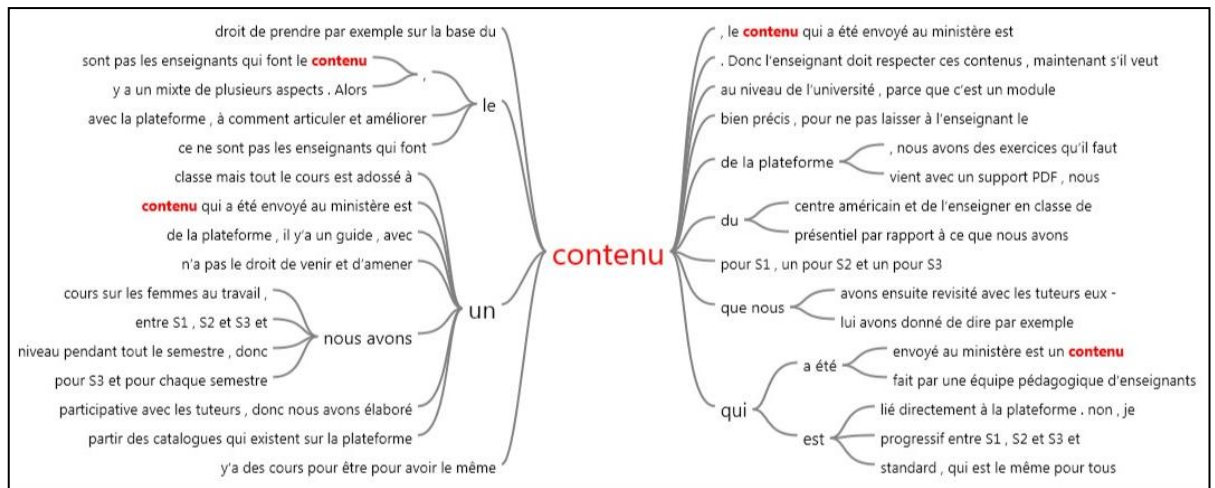 droit de prendre par exemple sur la base du
sont pas les enseignants qui font le contenu
,
y a un mixte de plusieurs aspects . Alors
le
avec la plateforme , à comment articuler et améliorer
ce ne sont pas les enseignants qui font
classe mais tout le cours est adossé à
contenu qui a été envoyé au ministère est
de la plateforme , il y'a un guide , avec
n'a pas le droit de venir et d'amener
cours sur les femmes au travail ,
entre S1 , S2 et S3 et
nous avons
un
niveau pendant tout le semestre , donc
pour S3 et pour chaque semestre
participative avec les tuteurs , donc nous avons élaboré
partir des catalogues qui existent sur la plateforme
y'a des cours pour être pour avoir le même
contenu
, le contenu qui a été envoyé au ministère est
. Donc l'enseignant doit respecter ces contenus , maintenant s'il veut
au niveau de l'université , parce que c'est un module
bien précis , pour ne pas laisser à l'enseignant le
de la plateforme
, nous avons des exercices qu'il faut
vient avec un support PDF , nous
du
centre américain et de l'enseigner en classe de
présentiel par rapport à ce que nous avons
pour S1 , un pour S2 et un pour S3
que nous
avons ensuite revisité avec les tuteurs eux -
lui avons donné de dire par exemple
qui
a été
envoyé au ministère est un contenu
fait par une équipe pédagogique d'enseignants
est
lié directement à la plateforme . non , je
progressif entre S1 , S2 et S3 et
standard , qui est le même pour tous